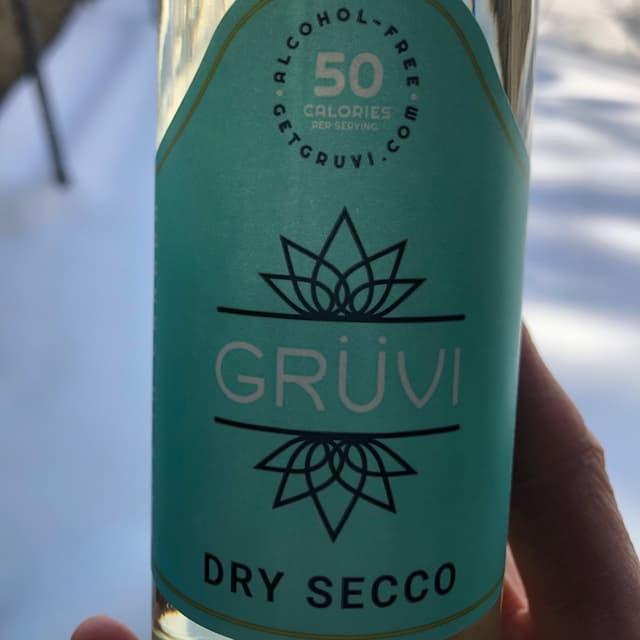 ALCOHOL-FREE
50
CALORIES
PER SERVING
GETGRUVI.COM
GRÜVI
DRY SECCO